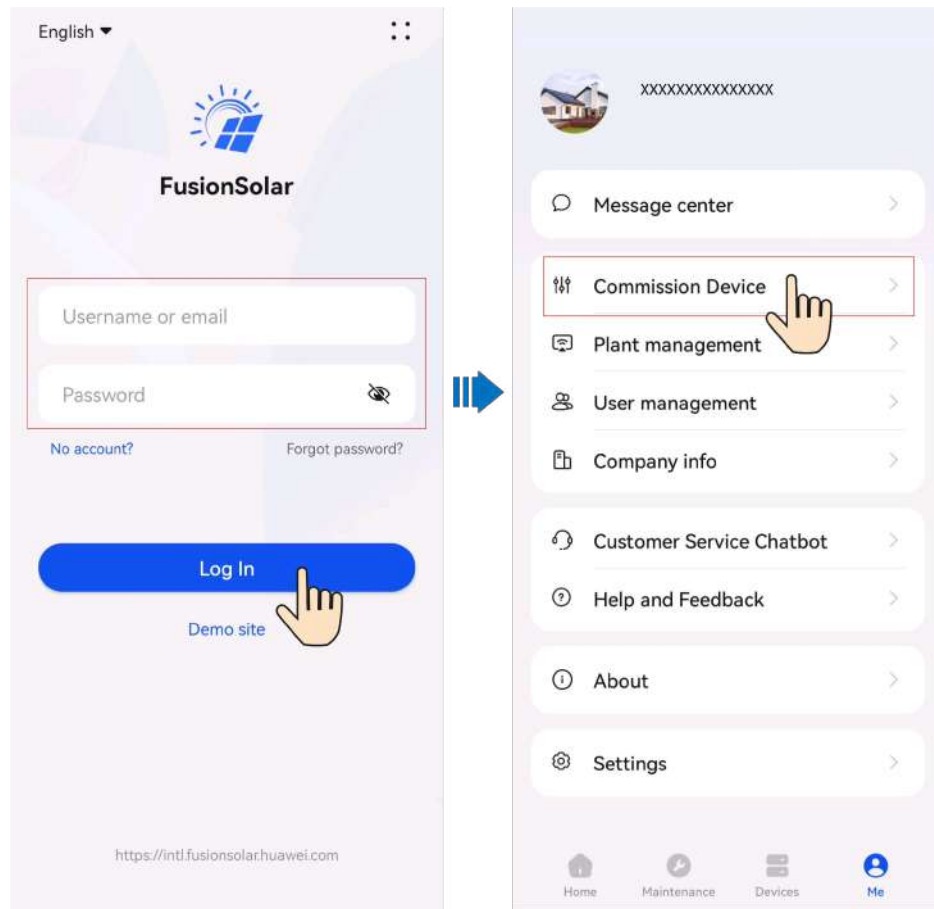 English
FusionSolar
Username or email
Password
No account?
Forgot password?
Log In
Demo site
https://intl.fusionsolar.huawei.com
xxxxxxxxxxxxxxx
Message center
Commission Device
Plant management
User management
Company info
Customer Service Chatbot
Help and Feedback
About
Settings
Home
Maintenance
Devices
Me